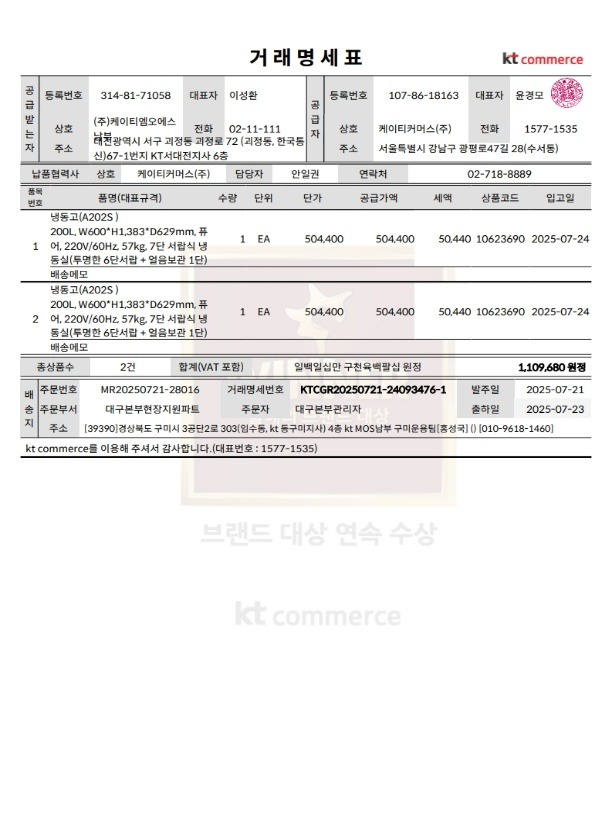 거래명세표
kt commerce
공급받는자
등록번호 314-81-71058 대표자 이성환
상호 (주)케이티엠오에스남부 전화 02-11-111
주소 대전광역시 서구 괴정동 괴정로 72 (괴정동, 한국통
신)67-1번지 KT서대전지사 6층
공급자
등록번호 107-86-18163 대표자 윤경모
상호 케이티커머스(주) 전화 1577-1535
주소 서울특별시 강남구 광평로47길 28(수서동)
납품협력사 상호 케이티커머스(주) 담당자 안일권 연락처 02-718-8889
품목번호 품명(대표규격) 수량 단위 단가 공급가액 세액 상품코드 입고일
냉동고(A202S )
200L, W600*H1,383*D629mm, 퓨
1 어, 220V/60Hz, 57kg, 7단 서랍식 냉 1 EA 504,400 504,400 50,440 10623690 2025-07-24
동실(투명한 6단서랍 + 얼음보관 1단)
배송메모
냉동고(A202S )
200L, W600*H1,383*D629mm, 퓨
2 어, 220V/60Hz, 57kg, 7단 서랍식 냉 1 EA 504,400 504,400 50,440 10623690 2025-07-24
동실(투명한 6단서랍 + 얼음보관 1단)
배송메모
총상품수 2건 합계(VAT 포함) 일백일십만 구천육백팔십 원정 1,109,680 원정
배송지
주문번호 MR20250721-28016 거래명세번호 KTCGR20250721-24093476-1 발주일 2025-07-21
주문부서 대구본부현장지원파트 주문자 대구본부관리자 출하일 2025-07-23
주소 [39390]경상북도 구미시 3공단2로 303(임수동, kt 동구미지사) 4층 kt MOS남부 구미운용팀[홍성국] () [010-9618-1460]
kt commerce를 이용해 주셔서 감사합니다.(대표번호 : 1577-1535)
브랜드 대상 연속 수상
kt commerce